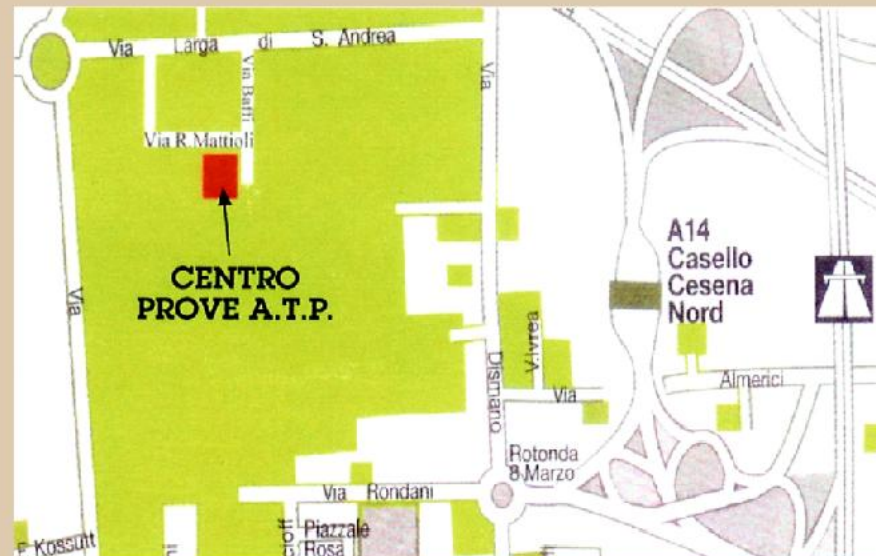 Via Larga di S. Andrea
Via Batti
Via
Via R. Mattioli
CENTRO
PROVE A.T.P.
A14
Casello
Cesena
Nord
Via
V.Ivrea
Dismano
Via Almerici
Rotonda
8 Marzo
Via Rondani
Piazzale
Rosa
F Kossutt